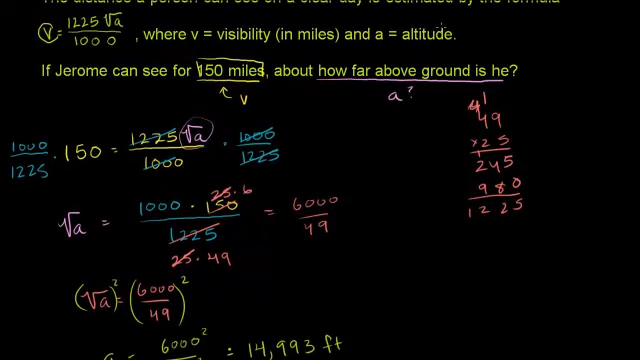 The distance a person can see on a clear day is estimated by the formula
v = 1225 √a / 1000 , where v = visibility (in miles) and a = altitude.
If Jerome can see for 150 miles, about how far above ground is he?
v
a?
1000 / 1225 · 150 = 1225 √a / 1000 · 1000 / 1225
√a = 1000 · 150 / 1225 = 6000 / 49
25 · 6
25 · 49
(√a)² = (6000 / 49)²
a = 6000² = 14,993 ft
41
49
×25
245
980
1225